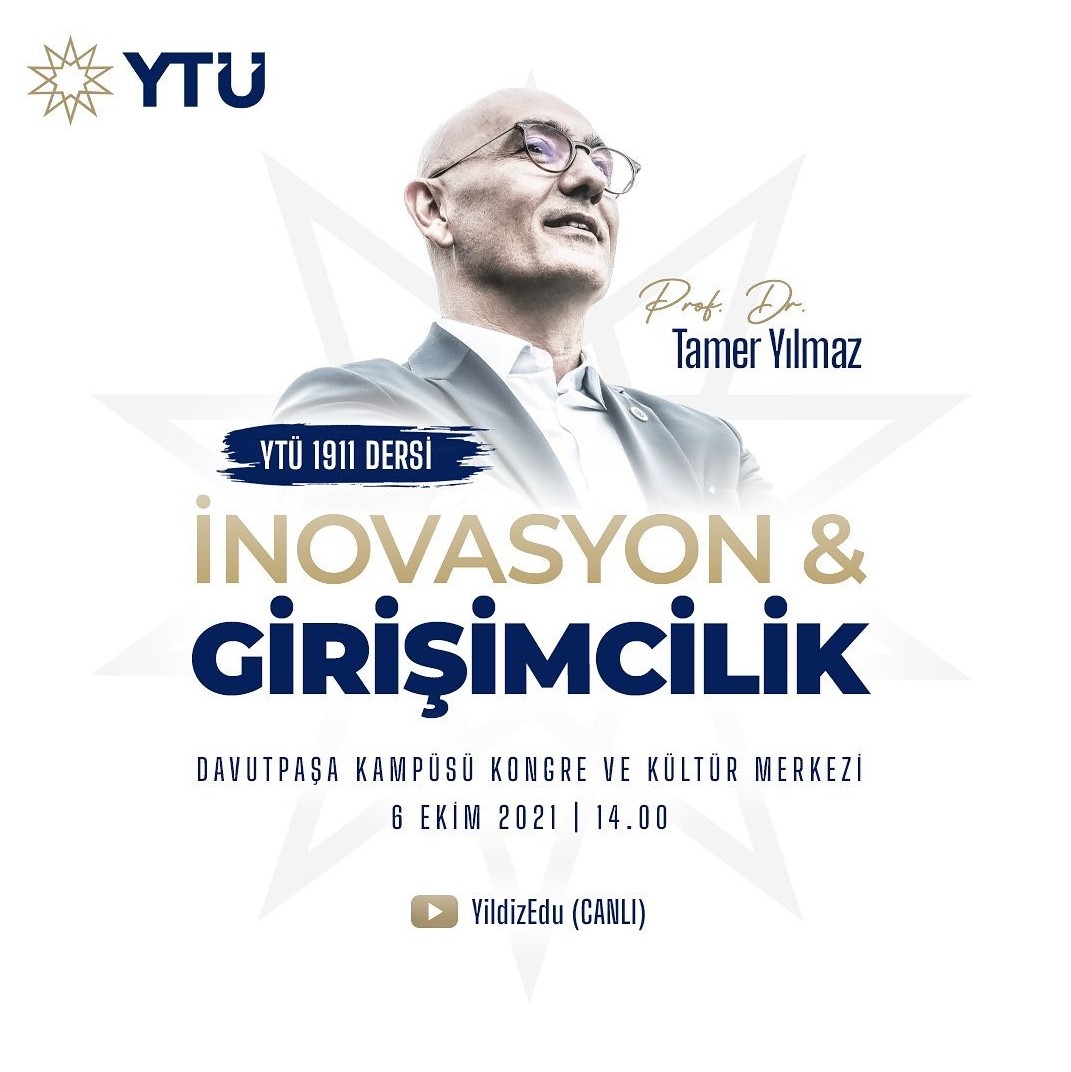 YTÜ
Prof. Dr.
Tamer Yılmaz
YTÜ 1911 DERSİ
İNOVASYON &
GİRİŞİMCİLİK
DAVUTPAŞA KAMPÜSÜ KONGRE VE KÜLTÜR MERKEZİ
6 EKİM 2021 | 14.00
YildizEdu (CANLI)